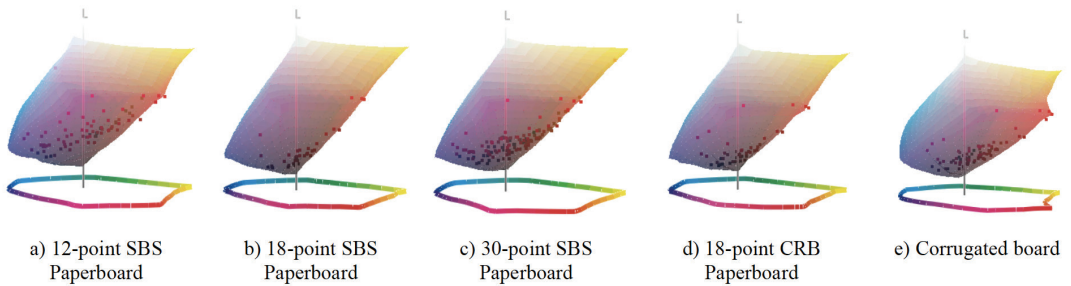 L
L
L
L
L
a) 12-point SBS
Paperboard
b) 18-point SBS
Paperboard
c) 30-point SBS
Paperboard
d) 18-point CRB
Paperboard
e) Corrugated board